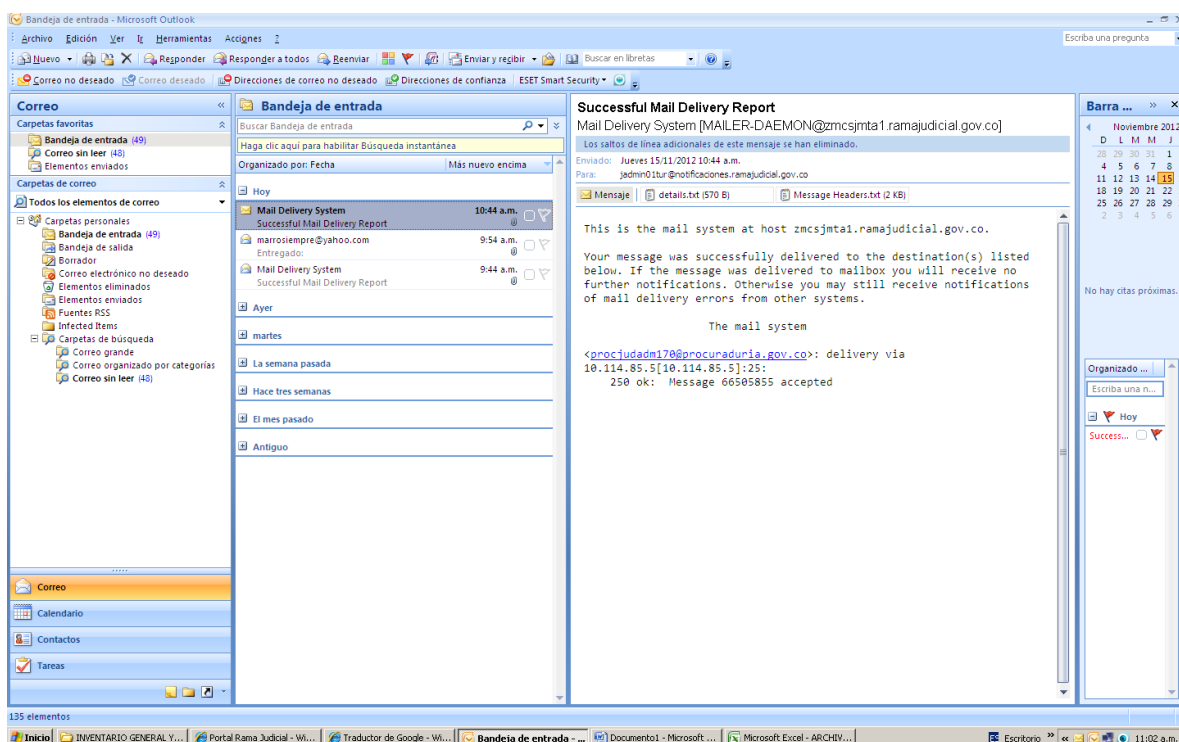 Bandeja de entrada - Microsoft Outlook
Archivo Edición Ver Ir Herramientas Acciones ?
Escriba una pregunta
Nuevo Responder Responder a todos Reenviar Enviar y recibir Buscar en libretas
Correo no deseado Correo deseado Direcciones de correo no deseado Direcciones de confianza ESET Smart Security
Correo «
Carpetas favoritas
Bandeja de entrada (49)
Correo sin leer (48)
Elementos enviados
Carpetas de correo
Todos los elementos de correo
Carpetas personales
Bandeja de entrada (49)
Bandeja de salida
Borrador
Correo electrónico no deseado
Elementos eliminados
Elementos enviados
Fuentes RSS
Infected Items
Carpetas de búsqueda
Correo grande
Correo organizado por categorías
Correo sin leer (48)
Correo
Calendario
Contactos
Tareas
Bandeja de entrada
Buscar Bandeja de entrada
Haga clic aquí para habilitar Búsqueda instantánea
Organizado por: Fecha Más nuevo encima
Hoy
Mail Delivery System 10:44 a.m.
Successful Mail Delivery Report
marrosiempre@yahoo.com 9:54 a.m.
Entregado:
Mail Delivery System 9:44 a.m.
Successful Mail Delivery Report
Ayer
martes
La semana pasada
Hace tres semanas
El mes pasado
Antiguo
Successful Mail Delivery Report
Mail Delivery System [MAILER-DAEMON@zmcsjmta1.ramajudicial.gov.co]
Los saltos de línea adicionales de este mensaje se han eliminado.
Enviado: Jueves 15/11/2012 10:44 a.m.
Para: jadmin01tur@notificaciones.ramajudicial.gov.co
Mensaje details.txt (570 B) Message Headers.txt (2 KB)
This is the mail system at host zmcsjmta1.ramajudicial.gov.co.
Your message was successfully delivered to the destination(s) listed
below. If the message was delivered to mailbox you will receive no
further notifications. Otherwise you may still receive notifications
of mail delivery errors from other systems.
The mail system
<procjudadm170@procuraduria.gov.co>: delivery via
10.114.85.5[10.114.85.5]:25:
250 ok: Message 66505855 accepted
Barra ... » ×
Noviembre 2012
D L M M J
28 29 30 31 1
4 5 6 7 8
11 12 13 14 15
18 19 20 21 22
25 26 27 28 29
2 3 4 5 6
No hay citas próximas.
Organizado ...
Escriba una n...
Hoy
Success...
135 elementos
Inicio INVENTARIO GENERAL Y... Portal Rama Judicial - Wi... Traductor de Google - Wi... Bandeja de entrada - ... Documento1 - Microsoft ... Microsoft Excel - ARCHIV... Escritorio » « 11:02 a.m.